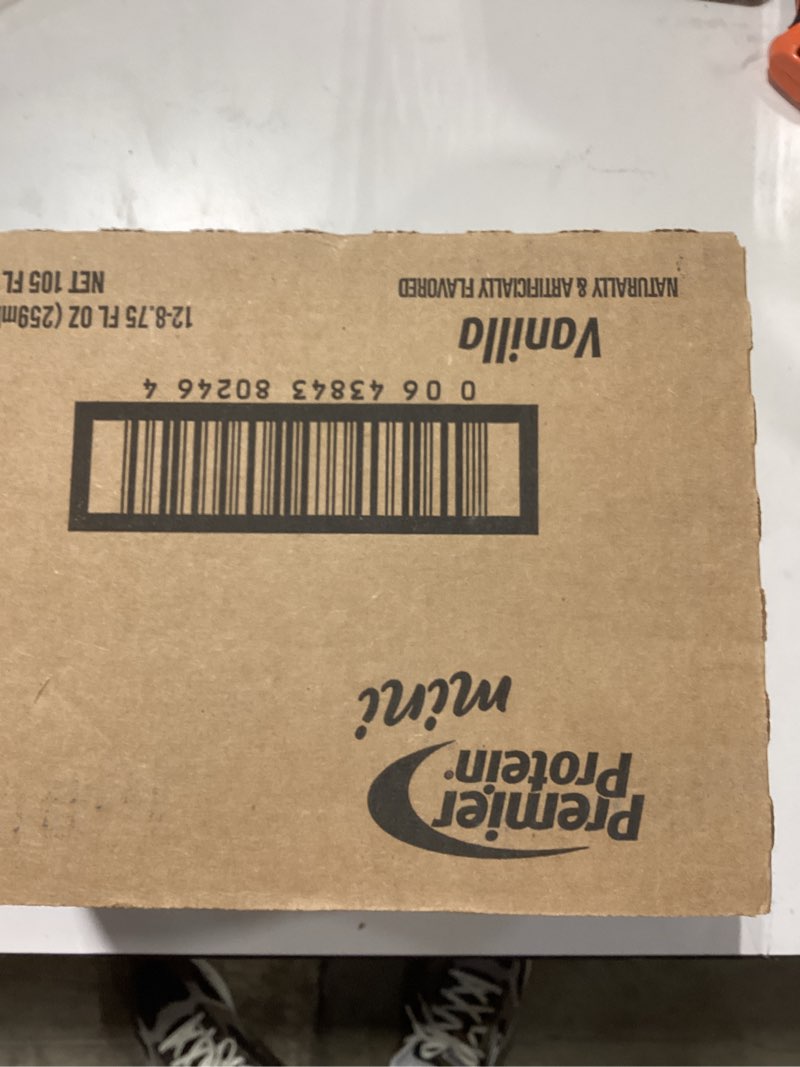 Premier
Protein®
mini
0 06 43843 80246 4
Vanilla
NATURALLY & ARTIFICIALLY FLAVORED
12-8.75 FL OZ (259m
NET 105 FL